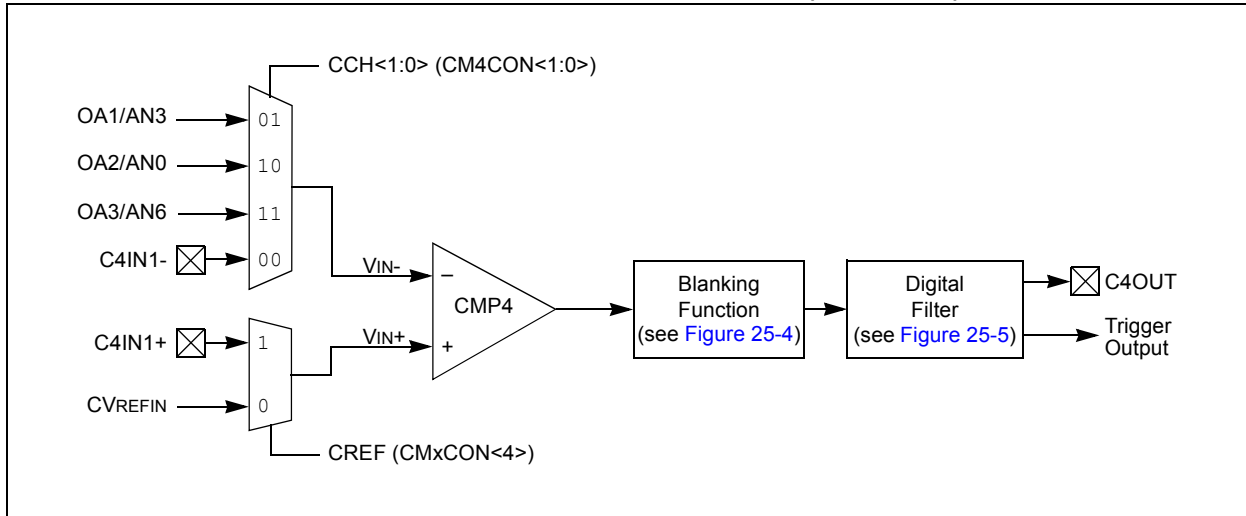 CCH<1:0> (CM4CON<1:0>)
OA1/AN3
01
OA2/AN0
10
OA3/AN6
11
C4IN1-
00
VIN-
–
CMP4
Blanking
Function
(see Figure 25-4)
Digital
Filter
(see Figure 25-5)
C4OUT
Trigger
Output
C4IN1+
1
VIN+
+
CVREFIN
0
CREF (CMxCON<4>)